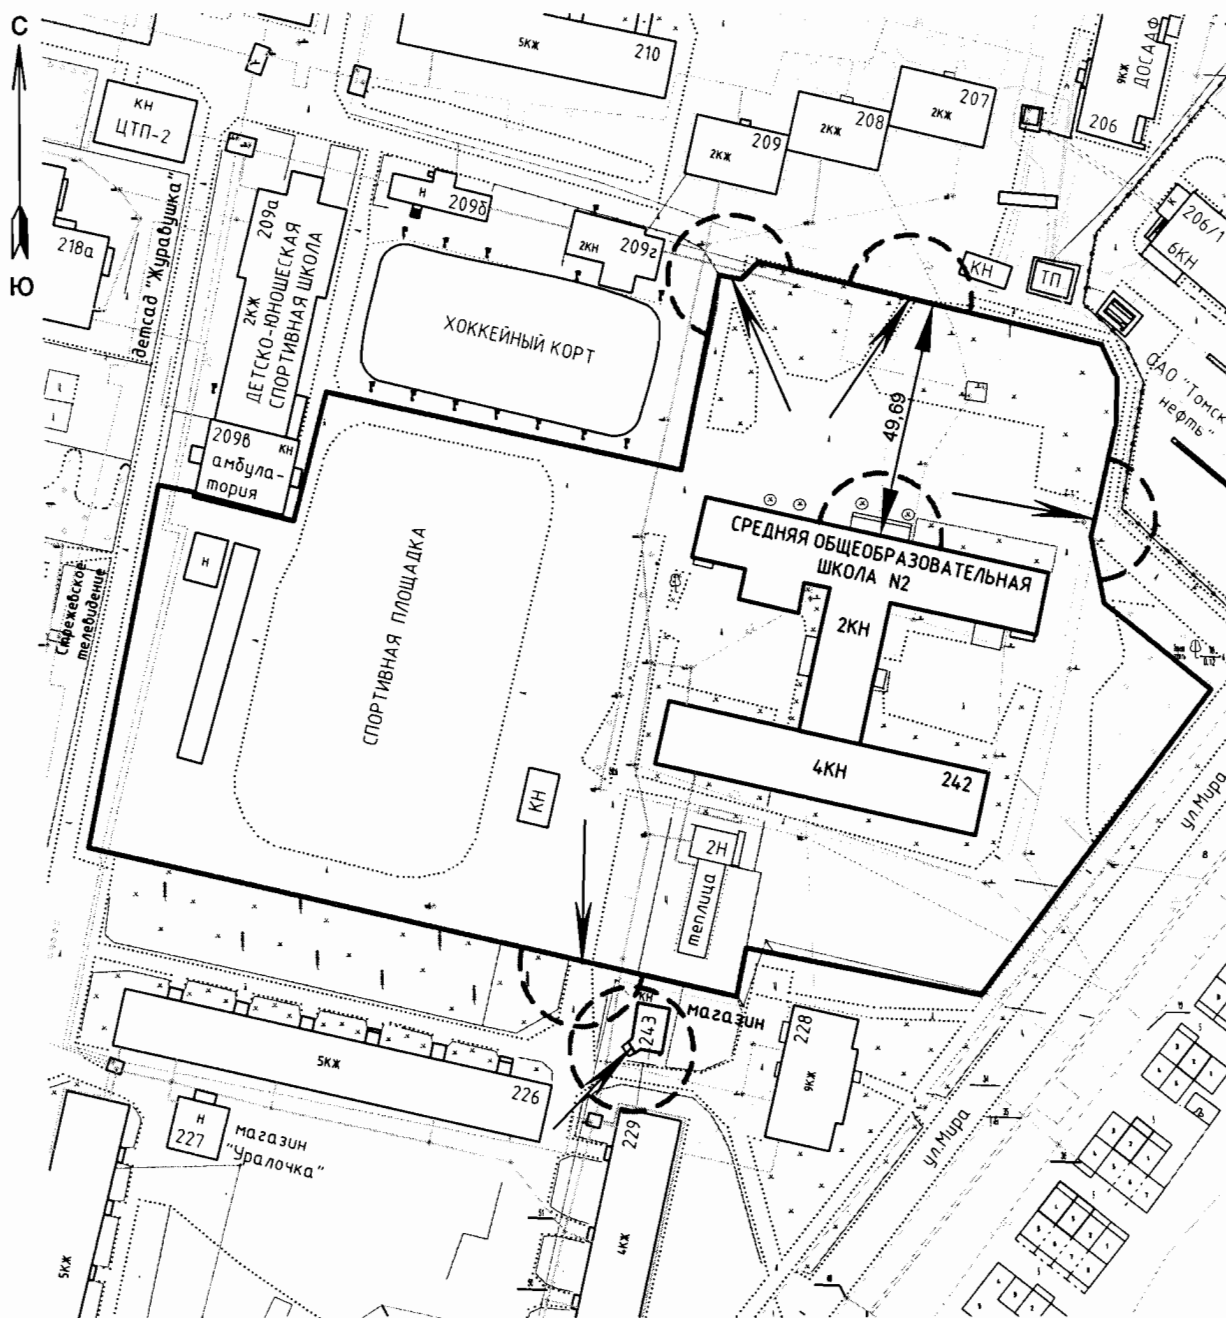 С
Ю
КН
ЦТП-2
5КЖ
210
9КЖ
ДОСААФ
206
2КЖ
209
2КЖ
208
2КЖ
207
218а
детсад "Журавушка"
209а
2КЖ
ДЕТСКО-ЮНОШЕСКАЯ
СПОРТИВНАЯ ШКОЛА
Н
209б
2КН
209г
КН
ТП
206/1
6КН
ХОККЕЙНЫЙ КОРТ
ОАО "Томск
нефть"
49,69
209в
КН
амбула-
тория
Стрежевское
телевидение
Н
СПОРТИВНАЯ ПЛОЩАДКА
СРЕДНЯЯ ОБЩЕОБРАЗОВАТЕЛЬНАЯ
ШКОЛА N2
2КН
4КН
242
КН
2Н
теплица
ул.Мира
8
КН
магазин
243
228
9КЖ
5КЖ
226
Н
227
магазин
"Уралочка"
229
4КЖ
5КЖ
ул.Мира